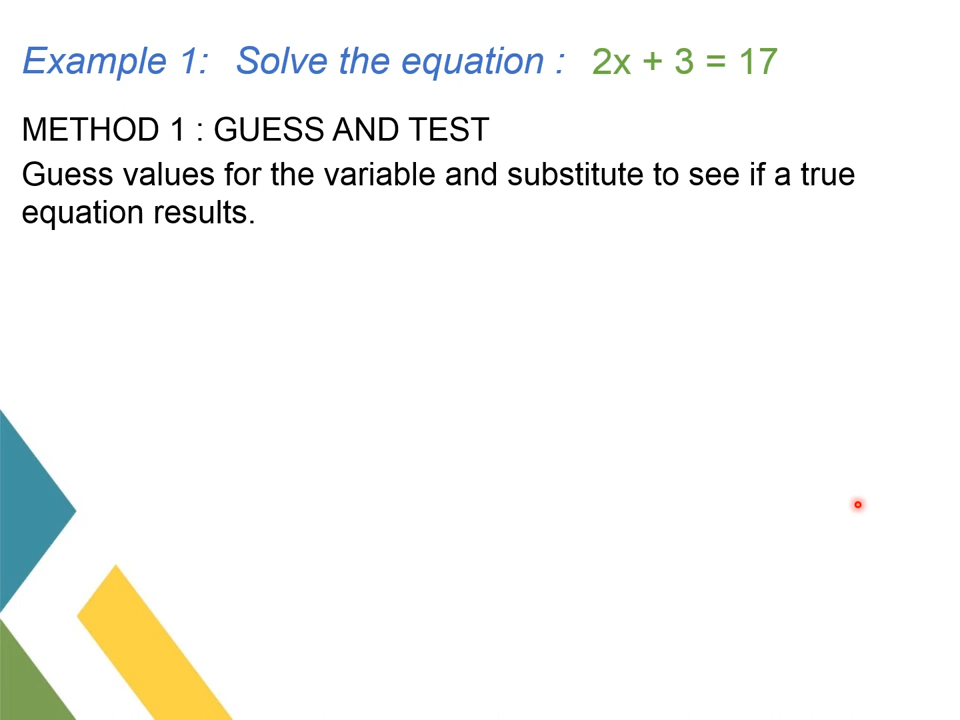 Example 1: Solve the equation : 2x + 3 = 17
METHOD 1 : GUESS AND TEST
Guess values for the variable and substitute to see if a true
equation results.